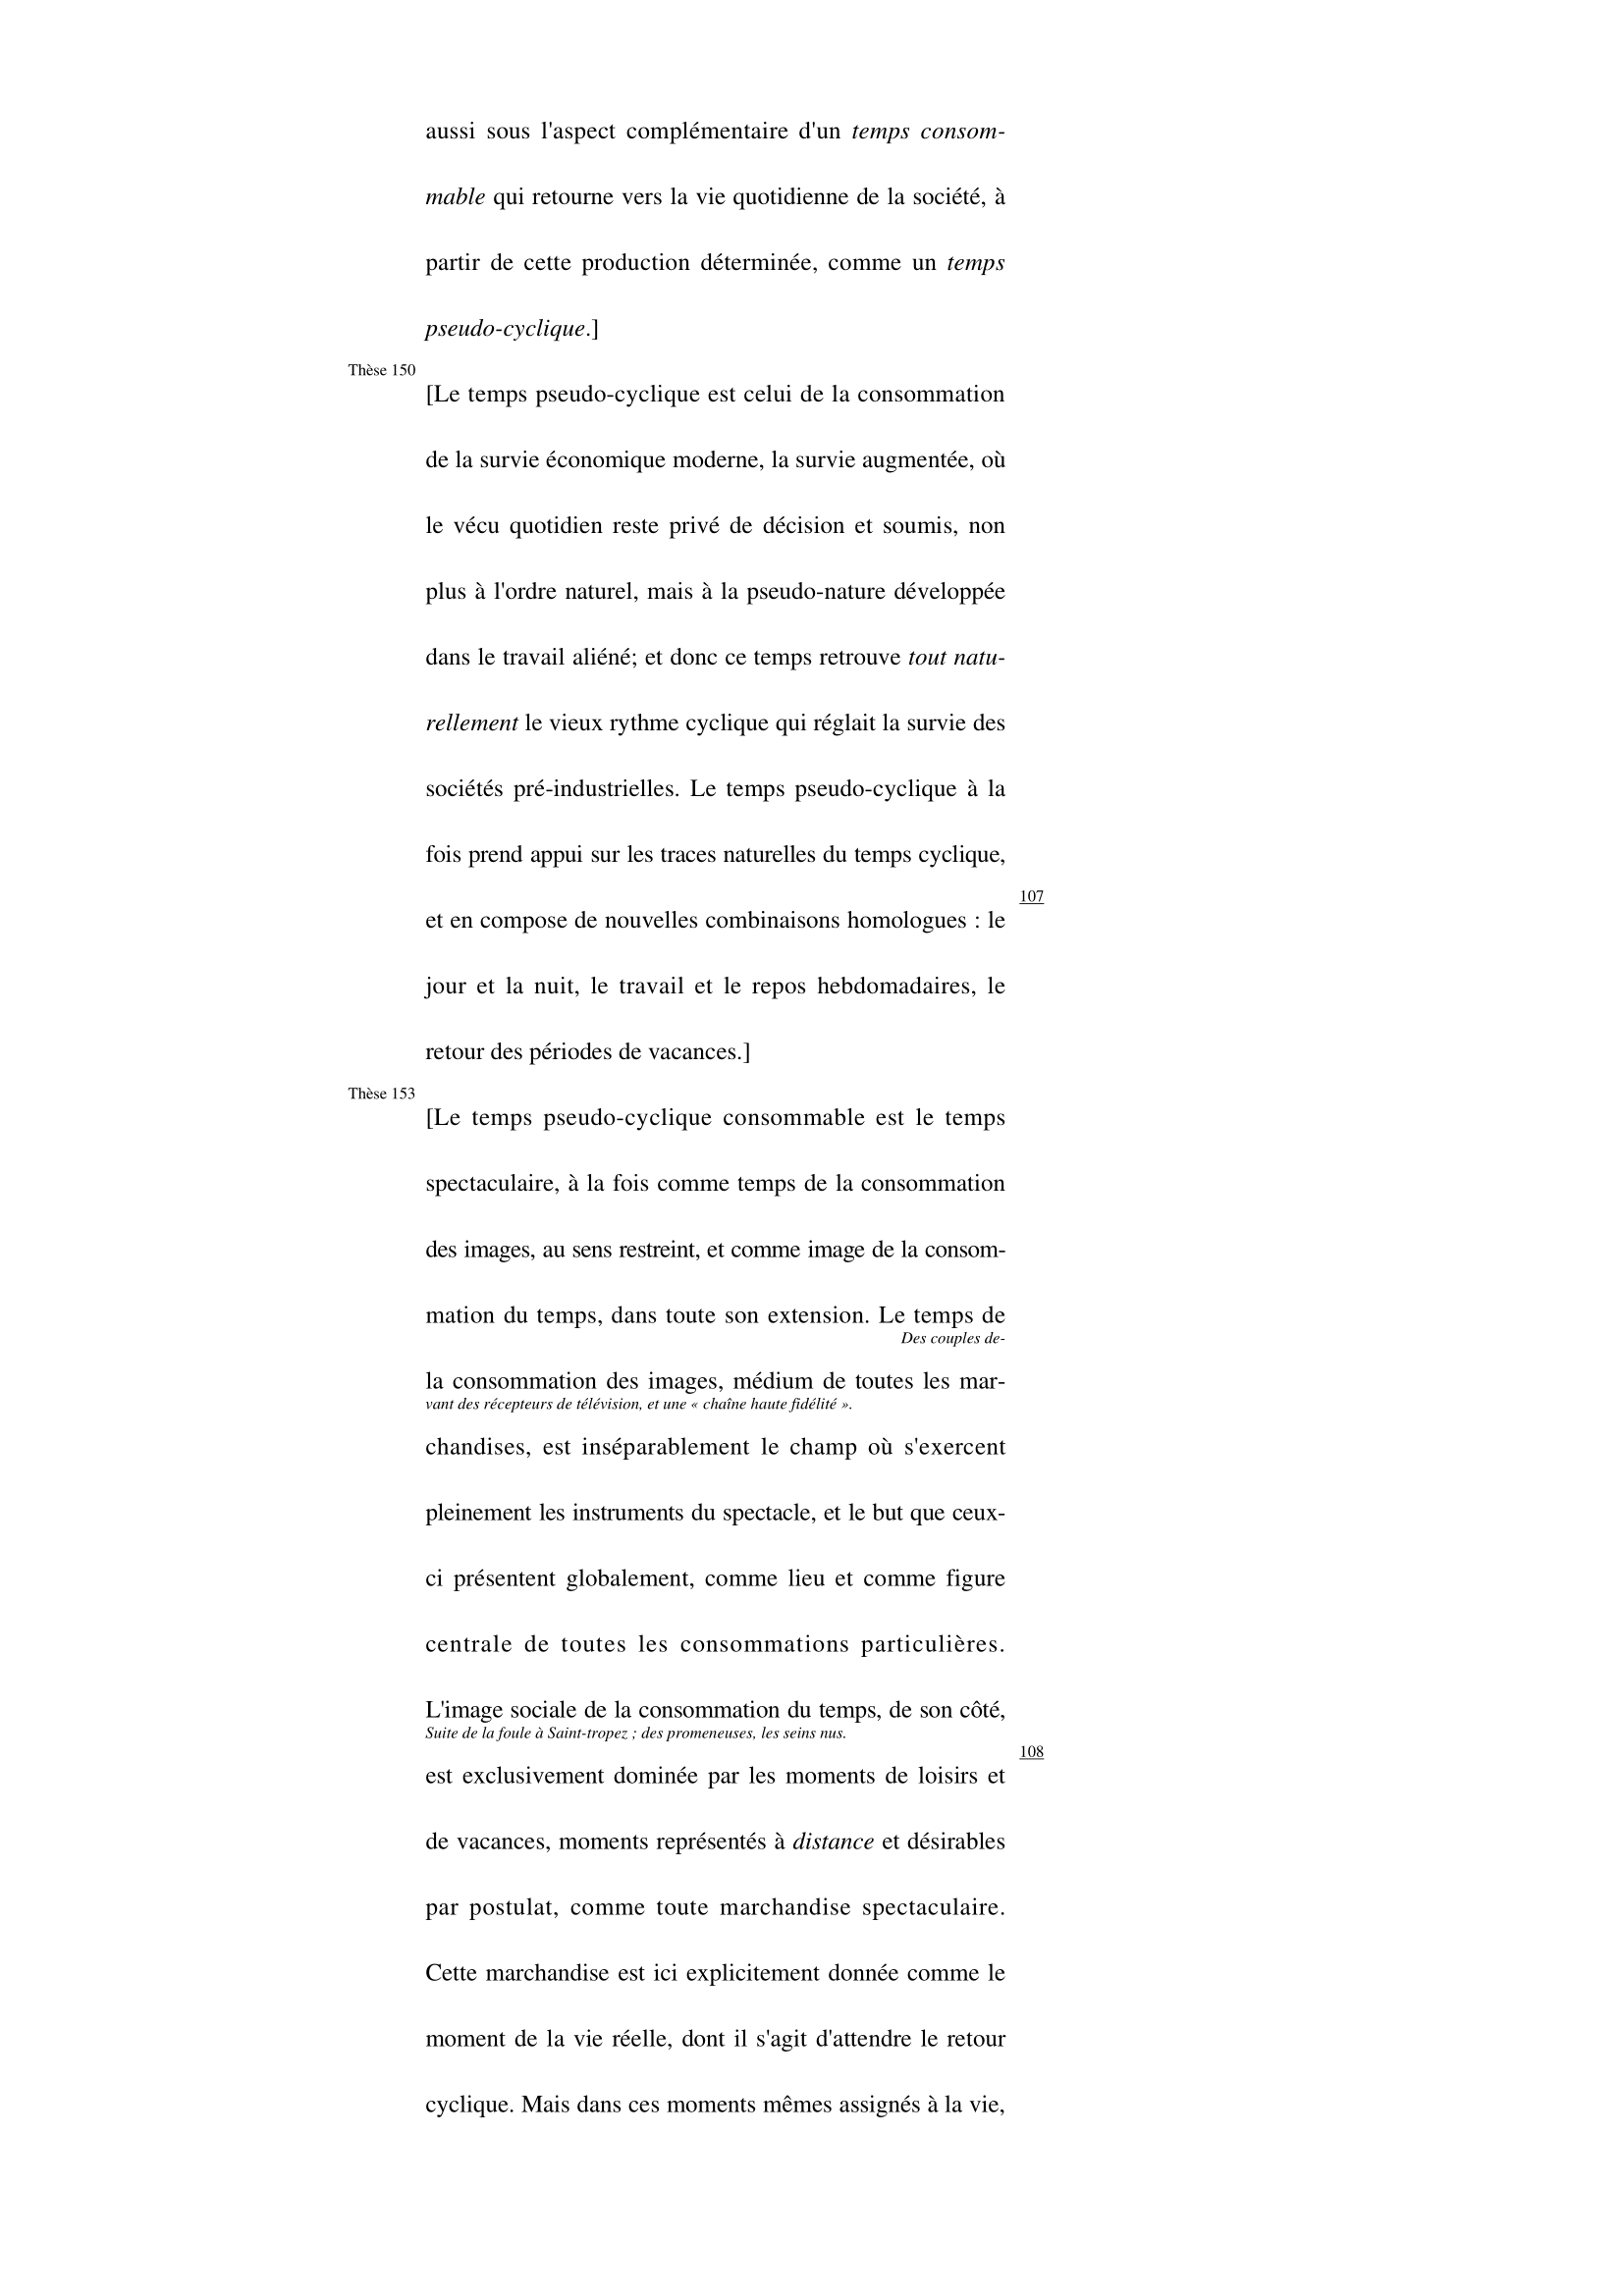 aussi sous l'aspect complémentaire d'un temps consom-
mable qui retourne vers la vie quotidienne de la société, à
partir de cette production déterminée, comme un temps
pseudo-cyclique.]
Thèse 150
[Le temps pseudo-cyclique est celui de la consommation
de la survie économique moderne, la survie augmentée, où
le vécu quotidien reste privé de décision et soumis, non
plus à l'ordre naturel, mais à la pseudo-nature développée
dans le travail aliéné; et donc ce temps retrouve tout natu-
rellement le vieux rythme cyclique qui réglait la survie des
sociétés pré-industrielles. Le temps pseudo-cyclique à la
fois prend appui sur les traces naturelles du temps cyclique,
107
et en compose de nouvelles combinaisons homologues : le
jour et la nuit, le travail et le repos hebdomadaires, le
retour des périodes de vacances.]
Thèse 153
[Le temps pseudo-cyclique consommable est le temps
spectaculaire, à la fois comme temps de la consommation
des images, au sens restreint, et comme image de la consom-
mation du temps, dans toute son extension. Le temps de
Des couples de-
la consommation des images, médium de toutes les mar-
vant des récepteurs de télévision, et une « chaîne haute fidélité ».
chandises, est inséparablement le champ où s'exercent
pleinement les instruments du spectacle, et le but que ceux-
ci présentent globalement, comme lieu et comme figure
centrale de toutes les consommations particulières.
L'image sociale de la consommation du temps, de son côté,
Suite de la foule à Saint-tropez ; des promeneuses, les seins nus.
108
est exclusivement dominée par les moments de loisirs et
de vacances, moments représentés à distance et désirables
par postulat, comme toute marchandise spectaculaire.
Cette marchandise est ici explicitement donnée comme le
moment de la vie réelle, dont il s'agit d'attendre le retour
cyclique. Mais dans ces moments mêmes assignés à la vie,